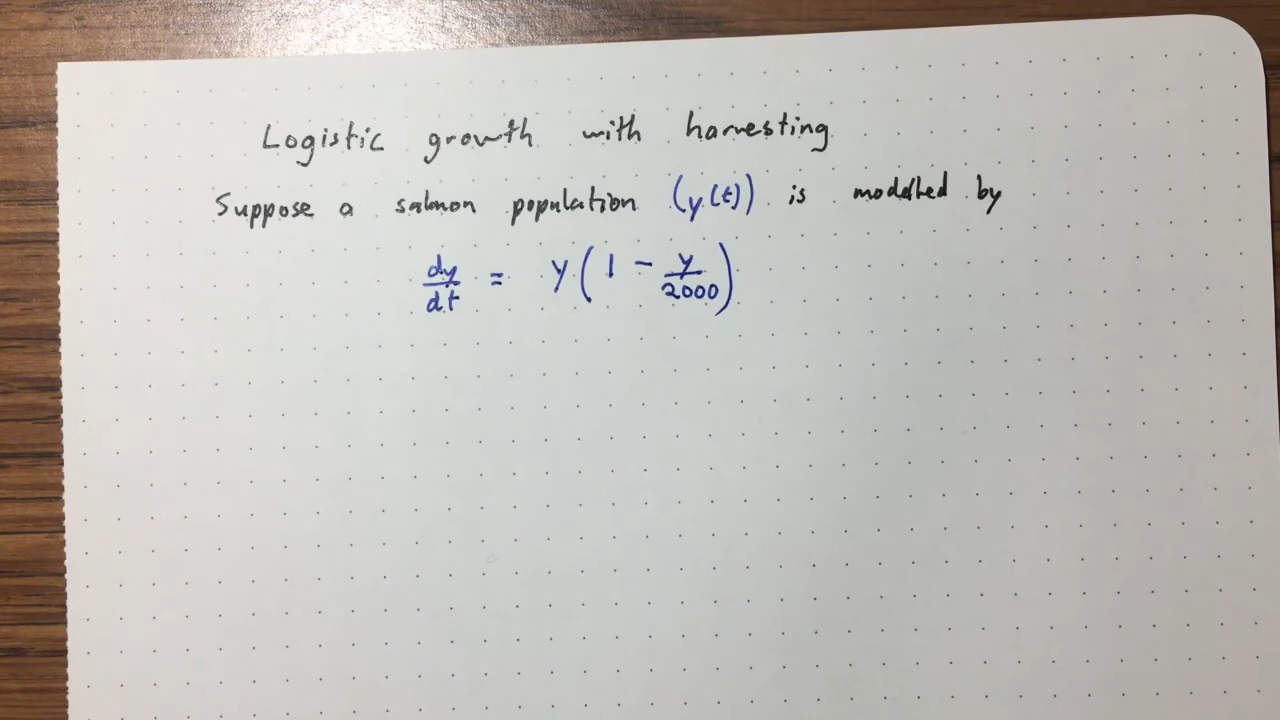 Logistic growth with harvesting
Suppose a salmon population (y(t)) is modelled by
dy/dt = y(1 - y/2000)